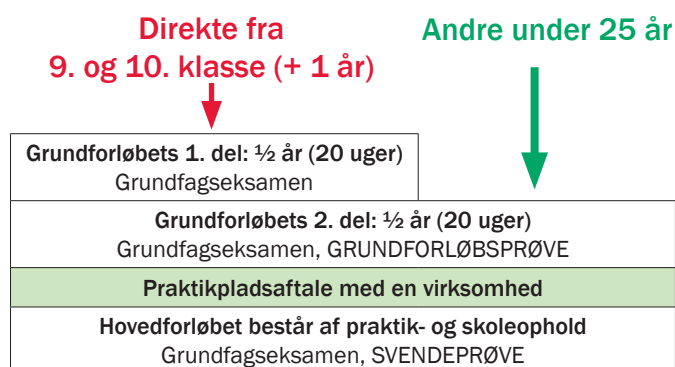 Direkte fra
9. og 10. klasse (+ 1 år)
Andre under 25 år
Grundforløbets 1. del: ½ år (20 uger)
Grundfagseksamen
Grundforløbets 2. del: ½ år (20 uger)
Grundfagseksamen, GRUNDFORLØBSPRØVE
Praktikpladsaftale med en virksomhed
Hovedforløbet består af praktik- og skoleophold
Grundfagseksamen, SVENDEPRØVE